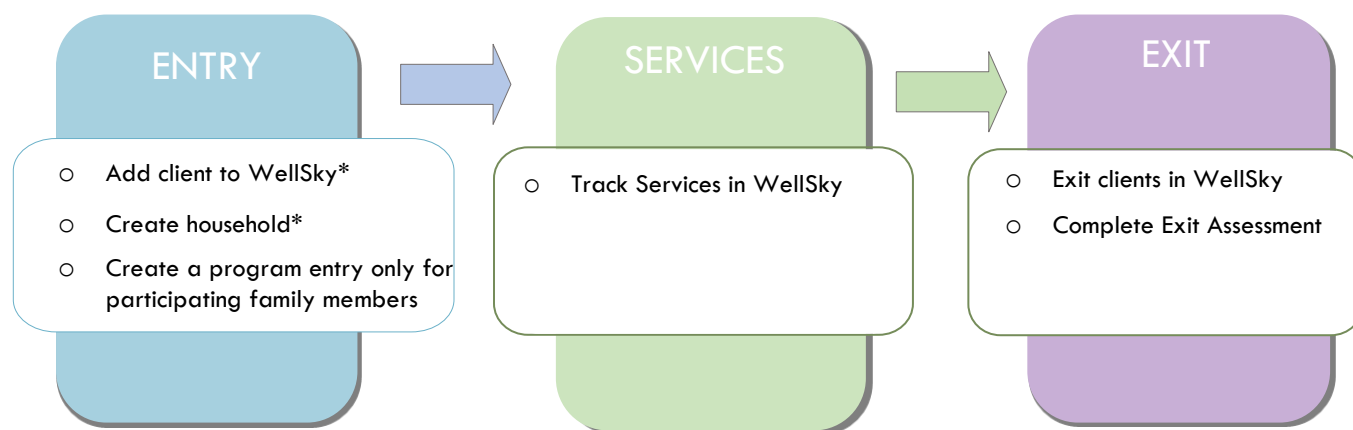 ENTRY
o Add client to WellSky*
o Create household*
o Create a program entry only for
participating family members
SERVICES
o Track Services in WellSky
EXIT
o Exit clients in WellSky
o Complete Exit Assessment